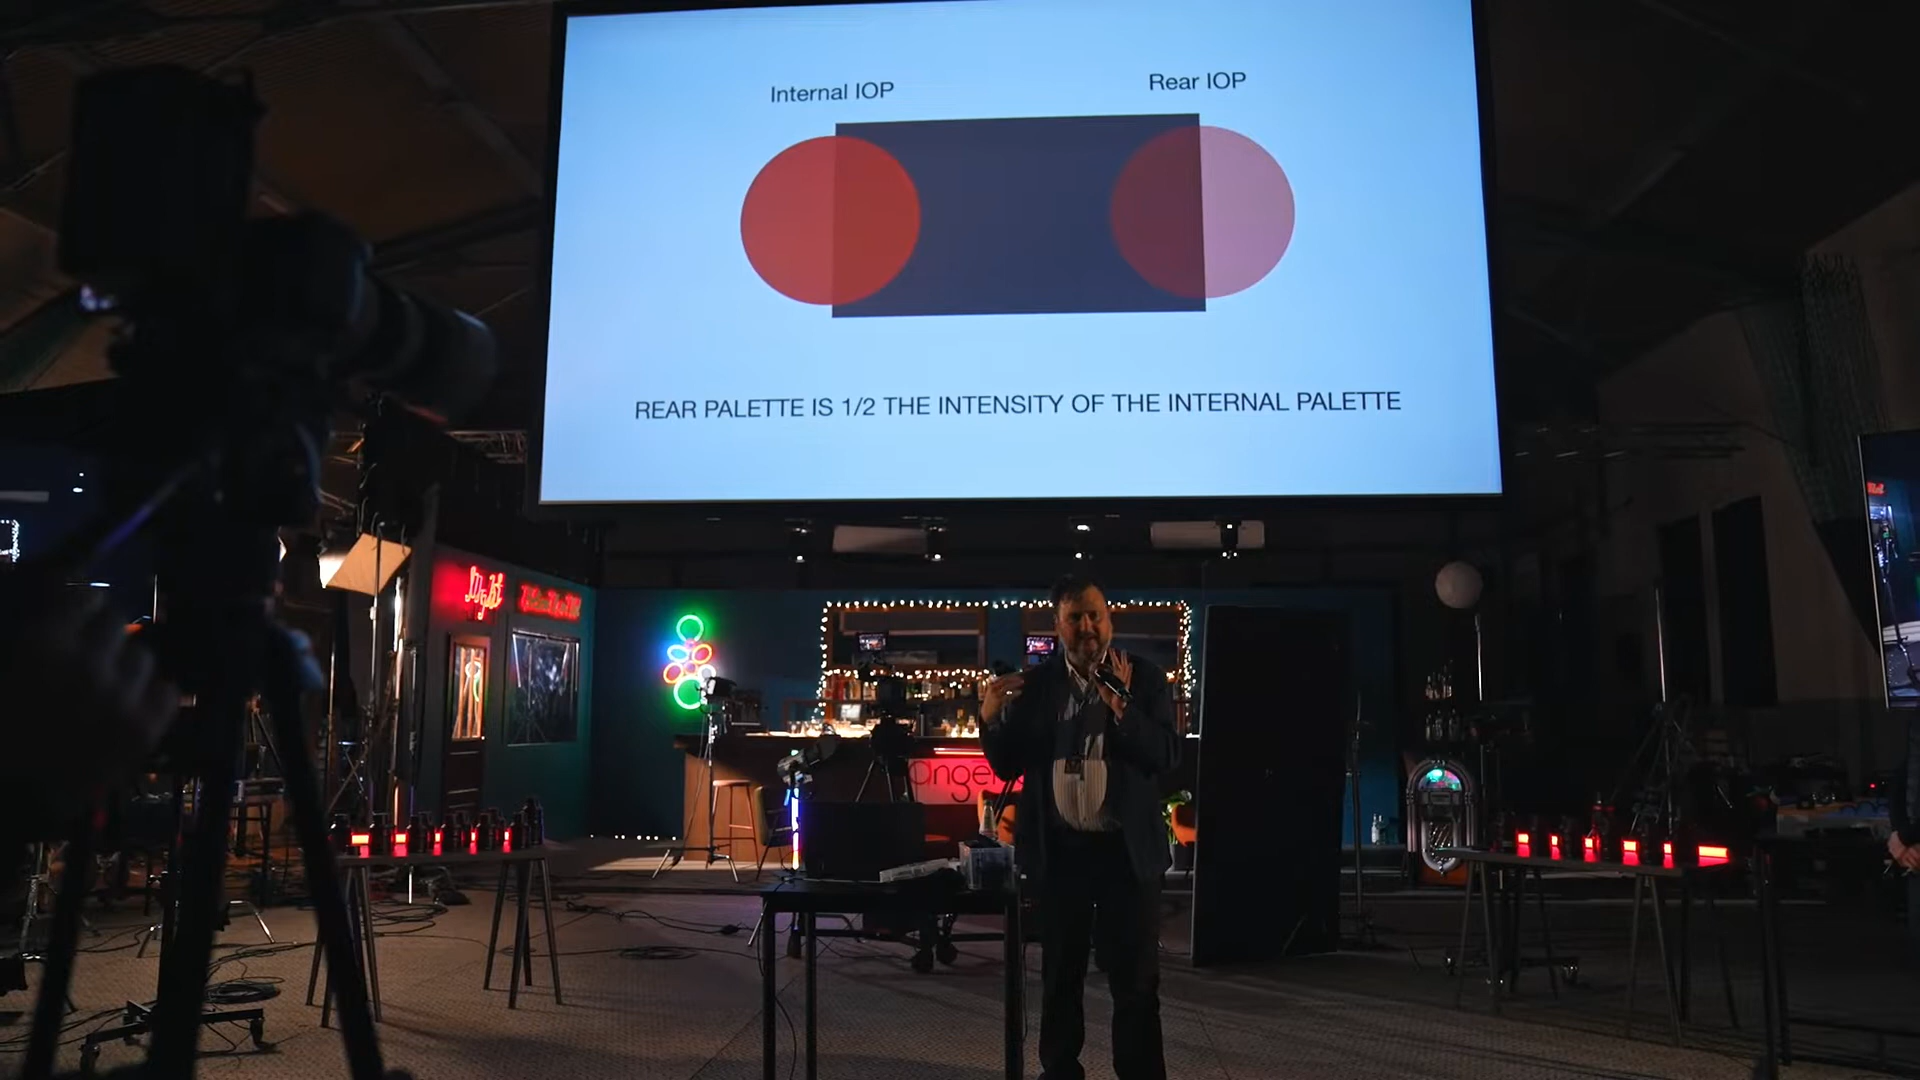 Internal IOP
Rear IOP
REAR PALETTE IS 1/2 THE INTENSITY OF THE INTERNAL PALETTE